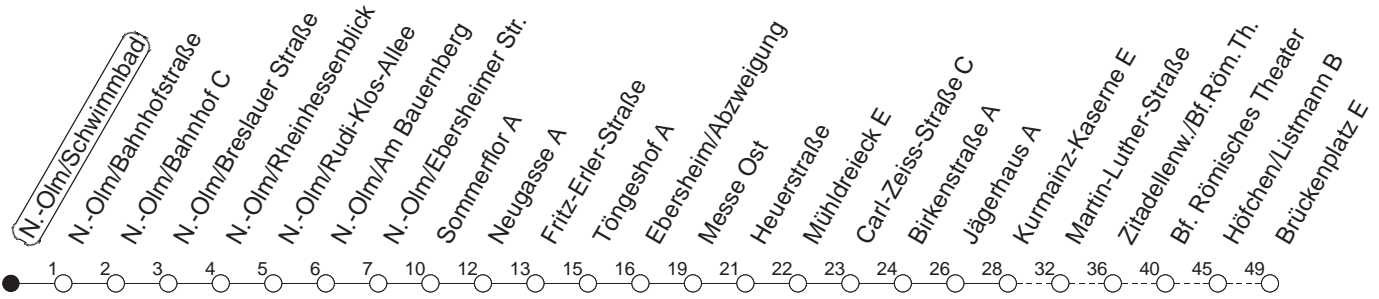 N.-Olm/Schwimmbad
N.-Olm/Bahnhofstraße
N.-Olm/Bahnhof C
N.-Olm/Breslauer Straße
N.-Olm/Rheinhessenblick
N.-Olm/Rudi-Klos-Allee
N.-Olm/Am Bauernberg
N.-Olm/Ebersheimer Str.
Sommerflor A
Neugasse A
Fritz-Erler-Straße
Töngeshof A
Ebersheim/Abzweigung
Messe Ost
Heuerstraße
Mühldreieck E
Carl-Zeiss-Straße C
Birkenstraße A
Jägerhaus A
Kurmainz-Kaserne E
Martin-Luther-Straße
Zitadellenw./Bf.Röm. Th.
Bf. Römisches Theater
Höfchen/Listmann B
Brückenplatz E
1 2 3 4 5 6 7 10 12 13 15 16 19 21 22 23 24 26 28 32 36 40 45 49